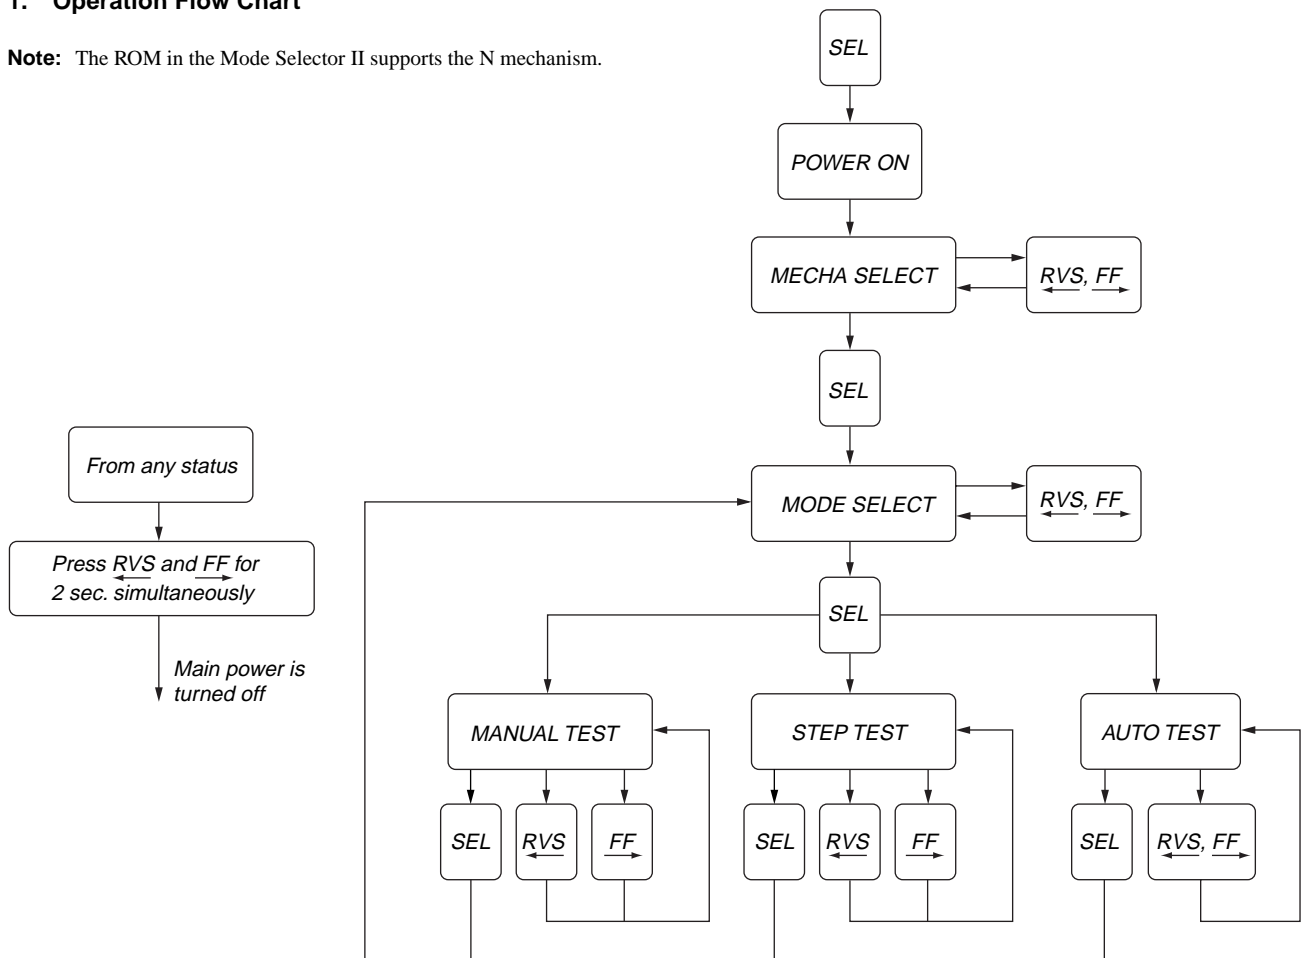 1. Operation Flow Chart
Note: The ROM in the Mode Selector II supports the N mechanism.
SEL
POWER ON
MECHA SELECT
RVS, FF
SEL
From any status
MODE SELECT
RVS, FF
Press RVS and FF for
2 sec. simultaneously
SEL
Main power is
turned off
MANUAL TEST
STEP TEST
AUTO TEST
SEL
RVS
FF
SEL
RVS
FF
SEL
RVS, FF